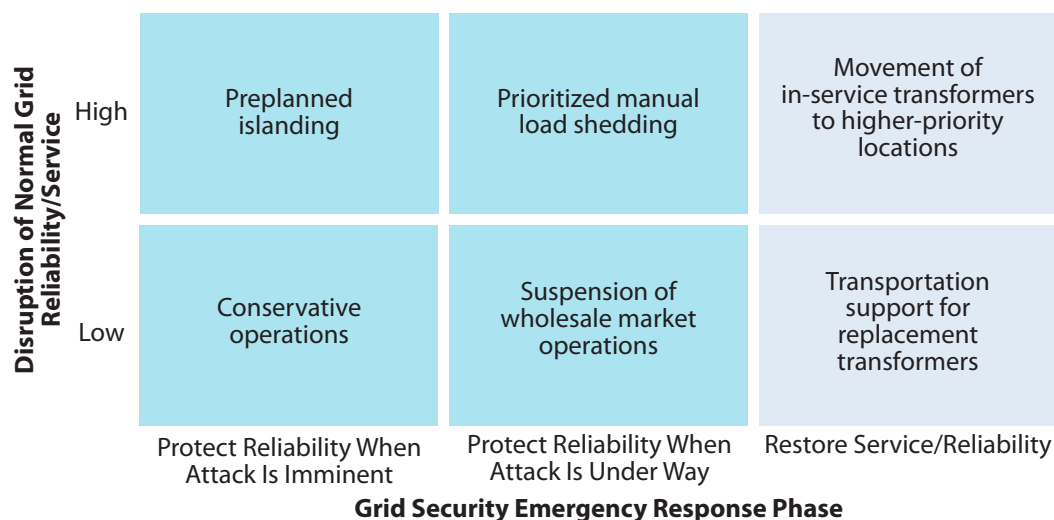 Disruption of Normal Grid
Reliability/Service
High
Preplanned
islanding
Prioritized manual
load shedding
Movement of
in-service transformers
to higher-priority
locations
Low
Conservative
operations
Suspension of
wholesale market
operations
Transportation
support for
replacement
transformers
Protect Reliability When
Attack Is Imminent
Protect Reliability When
Attack Is Under Way
Restore Service/Reliability
Grid Security Emergency Response Phase